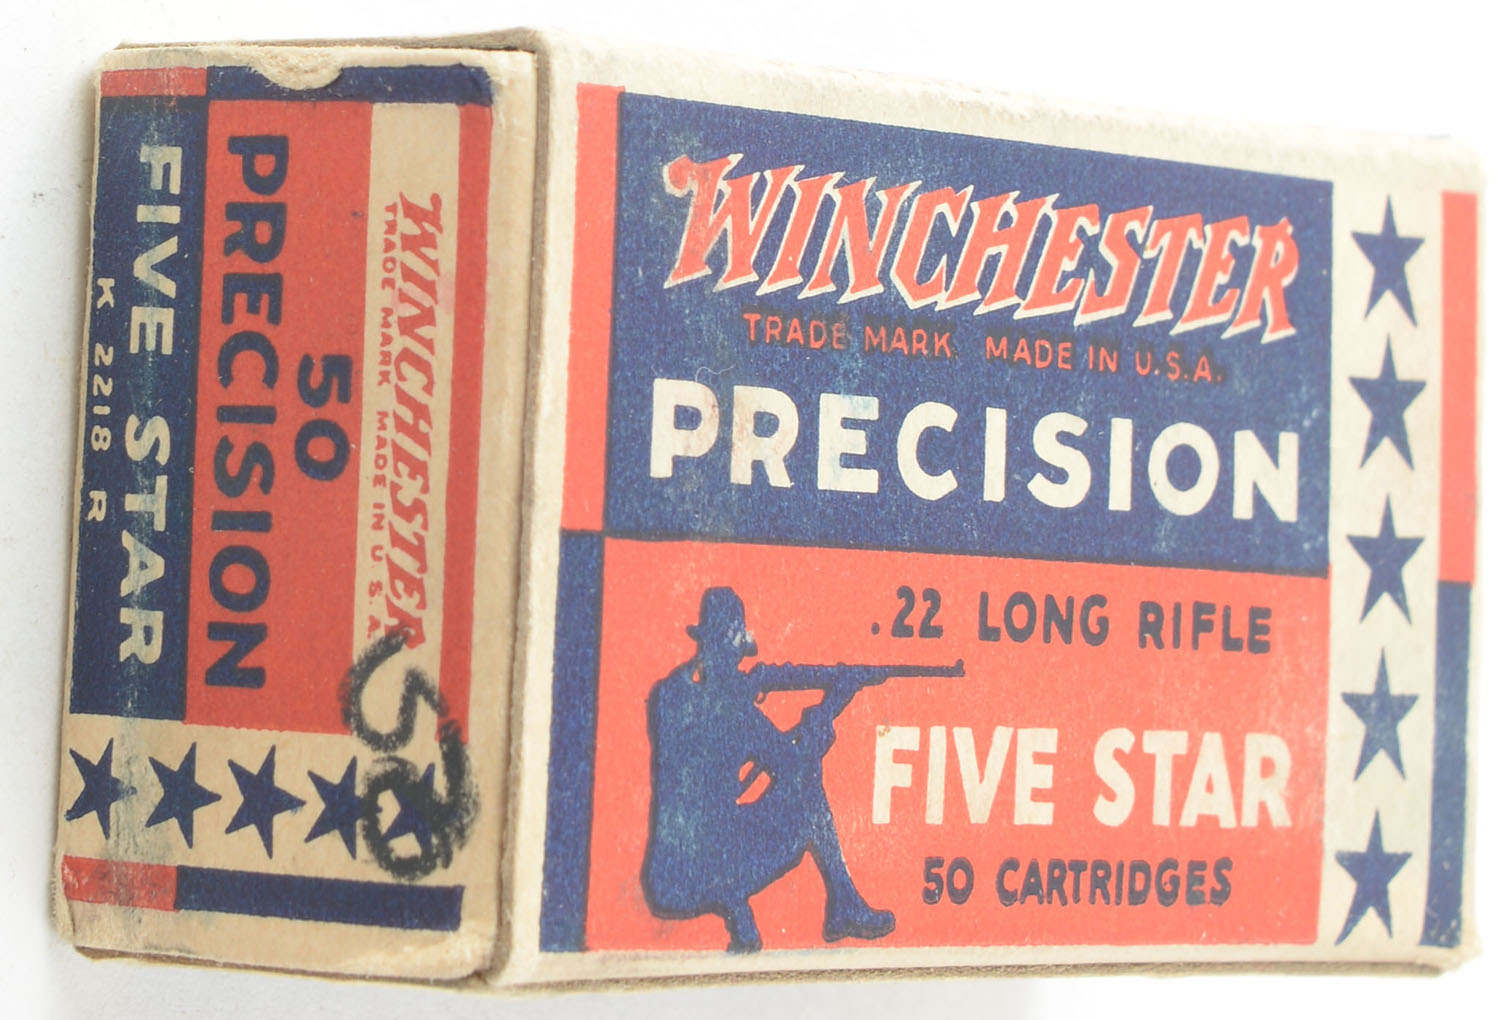 WINCHESTER
TRADE MARK MADE IN U.S.A.
PRECISION
.22 LONG RIFLE
FIVE STAR
50 CARTRIDGES
WINCHESTER
TRADE MARK MADE IN U.S.A.
50
PRECISION
FIVE STAR
K 2218 R
50